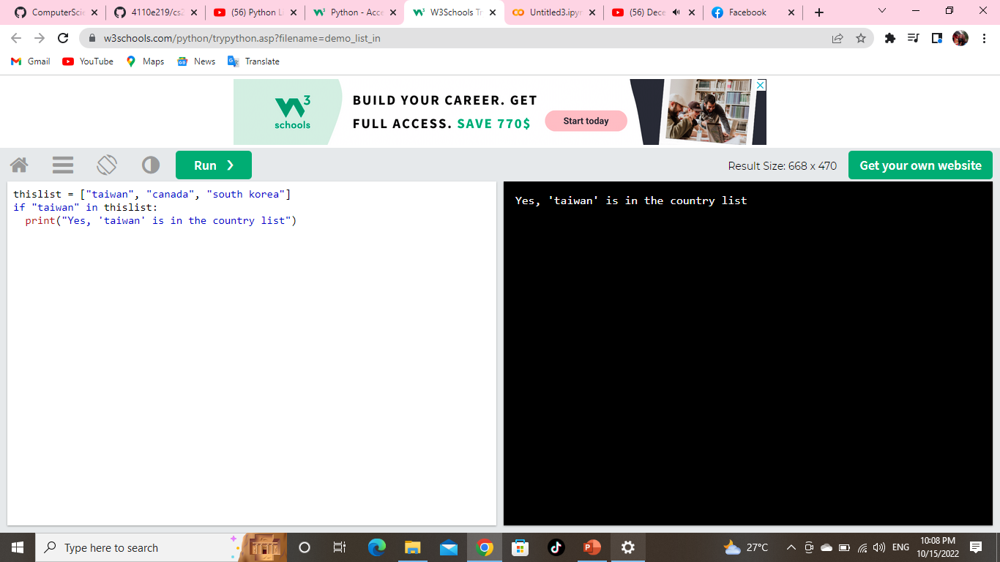 ComputerScie
4110e219/cs2
(56) Python Li
Python - Acce
W3Schools Tr
Untitled3.ipyn
(56) Dece
Facebook
w3schools.com/python/trypython.asp?filename=demo_list_in
Gmail
YouTube
Maps
News
Translate
3
schools
BUILD YOUR CAREER. GET
FULL ACCESS. SAVE 770$
Start today
Run ❯
Result Size: 668 x 470
Get your own website
thislist = ["taiwan", "canada", "south korea"]
if "taiwan" in thislist:
  print("Yes, 'taiwan' is in the country list")
Yes, 'taiwan' is in the country list
Type here to search
27°C
ENG
10:08 PM
10/15/2022